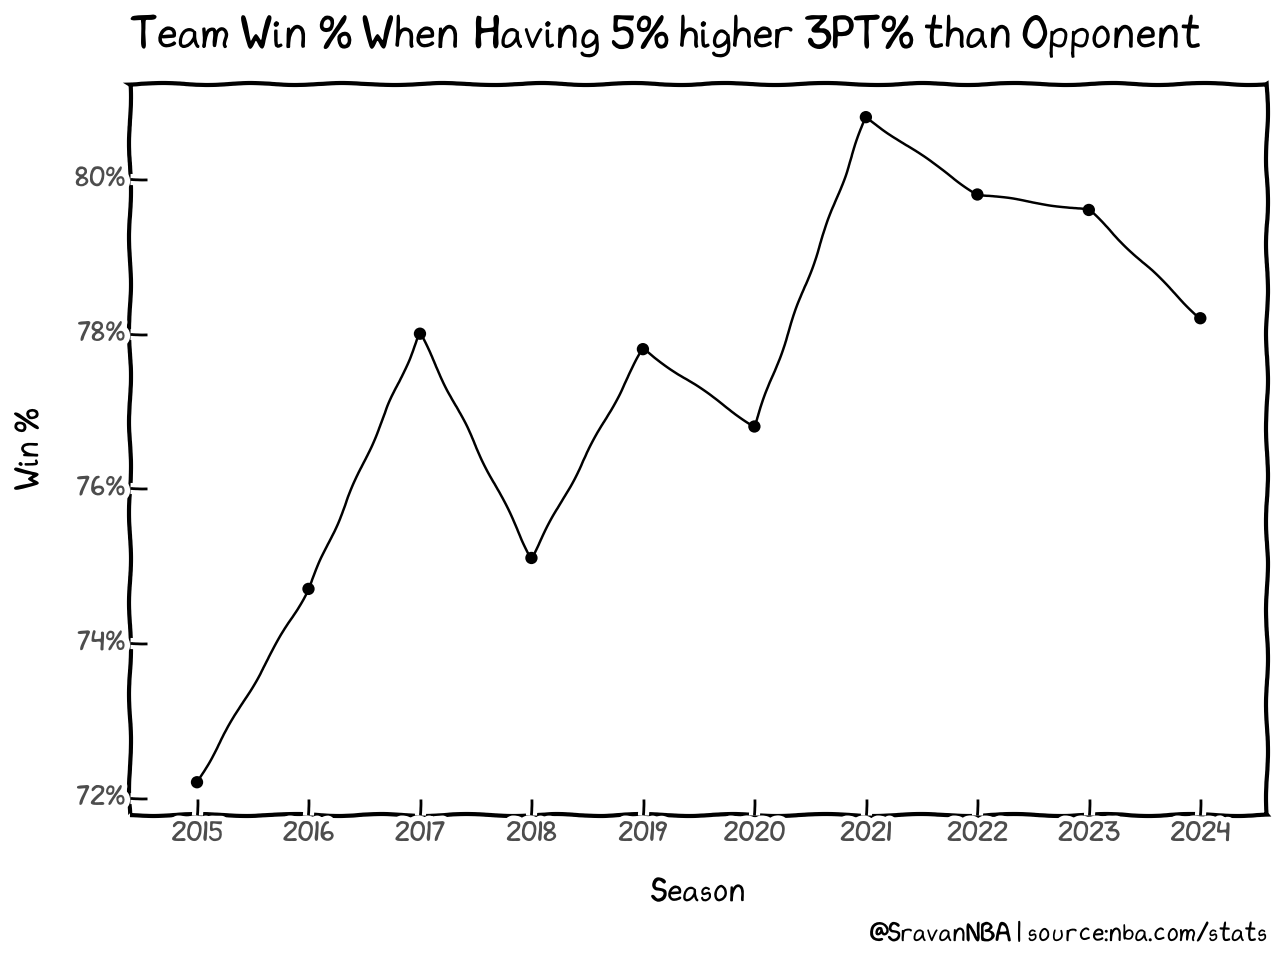 Team Win % When Having 5% higher 3PT% than Opponent
80%
78%
76%
74%
72%
Win %
2015 2016 2017 2018 2019 2020 2021 2022 2023 2024
Season
@SravanNBA | source:nba.com/stats